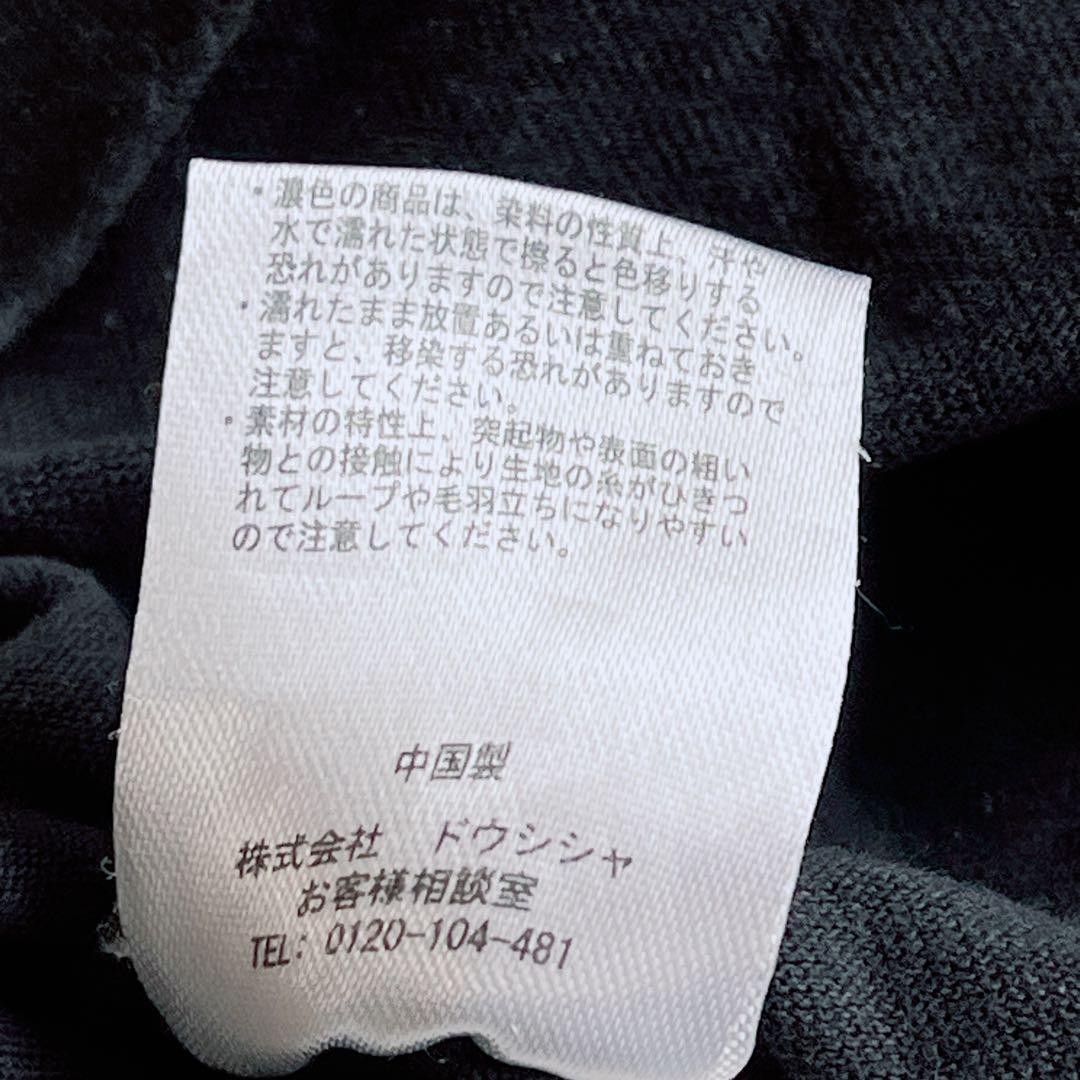 ・濃色の商品は、染料の性質上、汗や
水で濡れた状態で擦ると色移りする
恐れがありますので注意してください。
・濡れたまま放置あるいは重ねておき
ますと、移染する恐れがありますので
注意してください。
・素材の特性上、突起物や表面の粗い
物との接触により生地の糸がひきつ
れてループや毛羽立ちになりやすい
ので注意してください。
中国製
株式会社 ドウシシャ
お客様相談室
TEL: 0120-104-481